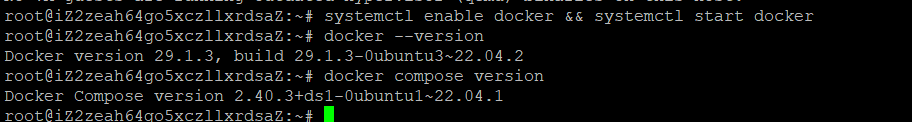 root@iZ2zeah64go5xczllxrdsaZ:~# systemctl enable docker && systemctl start docker
root@iZ2zeah64go5xczllxrdsaZ:~# docker --version
Docker version 29.1.3, build 29.1.3-0ubuntu3~22.04.2
root@iZ2zeah64go5xczllxrdsaZ:~# docker compose version
Docker Compose version 2.40.3+ds1-0ubuntu1~22.04.1
root@iZ2zeah64go5xczllxrdsaZ:~#